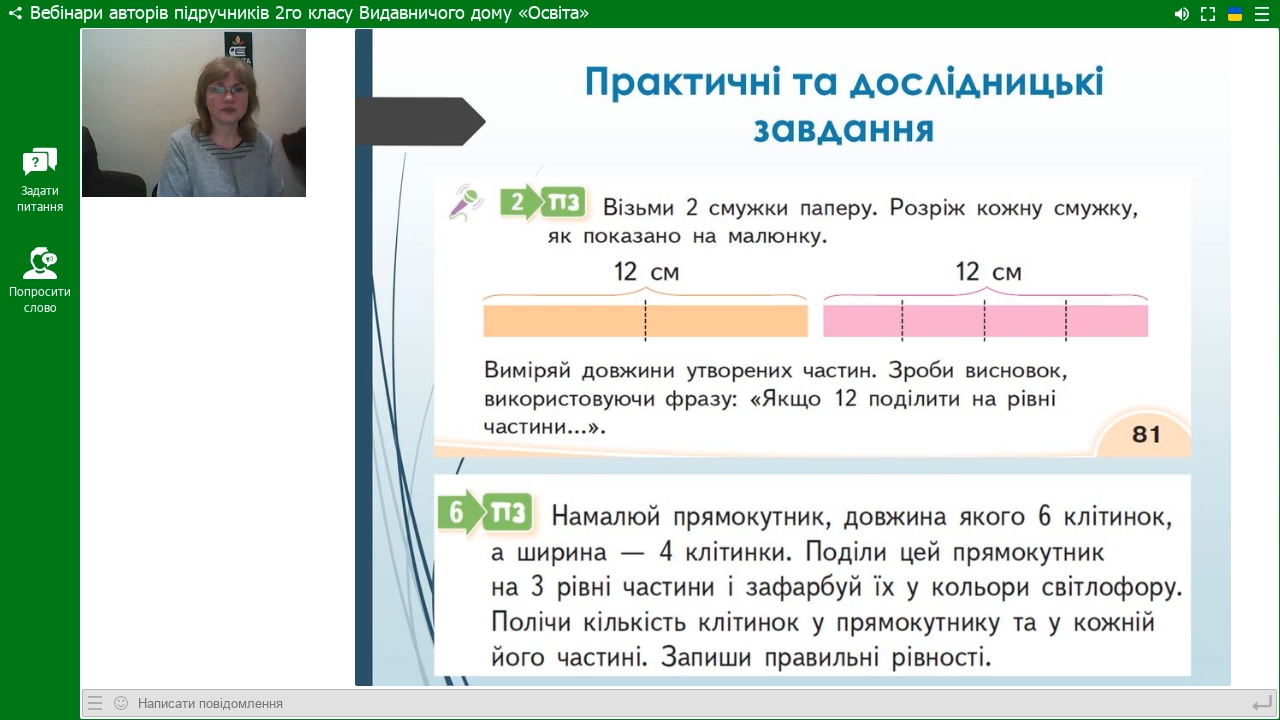 Вебінари авторів підручників 2го класу Видавничого дому «Освіта»
Задати
питання
Попросити
слово
Практичні та дослідницькі
завдання
2 ПЗ Візьми 2 смужки паперу. Розріж кожну смужку,
як показано на малюнку.
12 см 12 см
Виміряй довжини утворених частин. Зроби висновок,
використовуючи фразу: «Якщо 12 поділити на рівні
частини...».
81
6 ПЗ Намалюй прямокутник, довжина якого 6 клітинок,
а ширина — 4 клітинки. Поділи цей прямокутник
на 3 рівні частини і зафарбуй їх у кольори світлофору.
Полічи кількість клітинок у прямокутнику та у кожній
його частині. Запиши правильні рівності.
Написати повідомлення